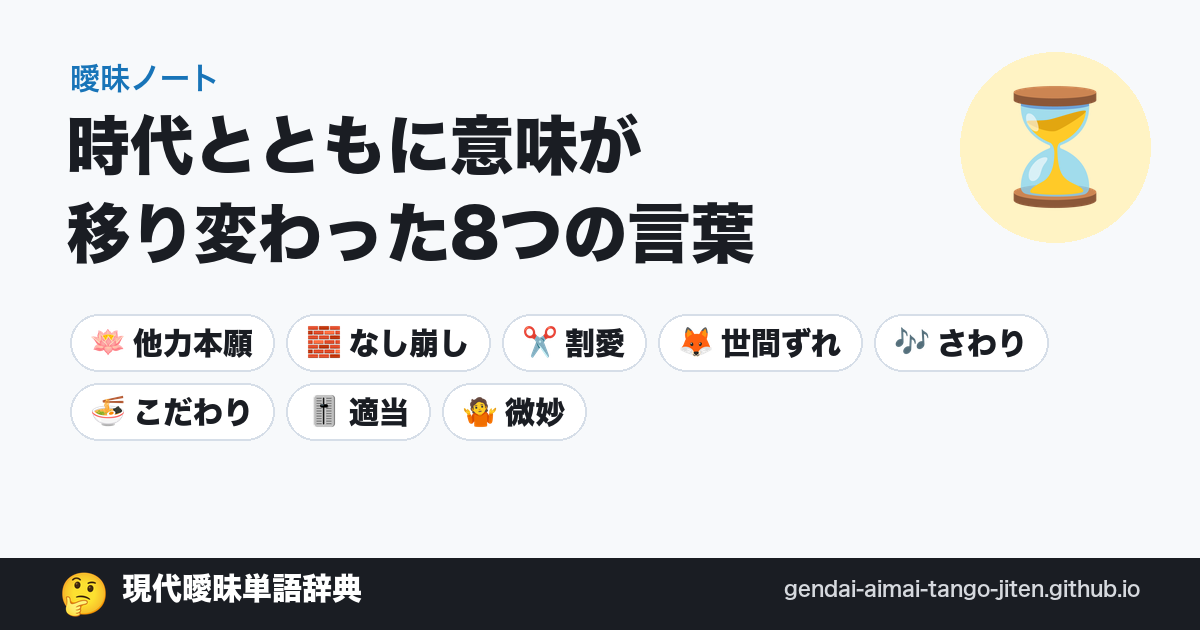 曖昧ノート
時代とともに意味が
移り変わった8つの言葉
他力本願 なし崩し 割愛 世間ずれ さわり
こだわり 適当 微妙
現代曖昧単語辞典 gendai-aimai-tango-jiten.github.io